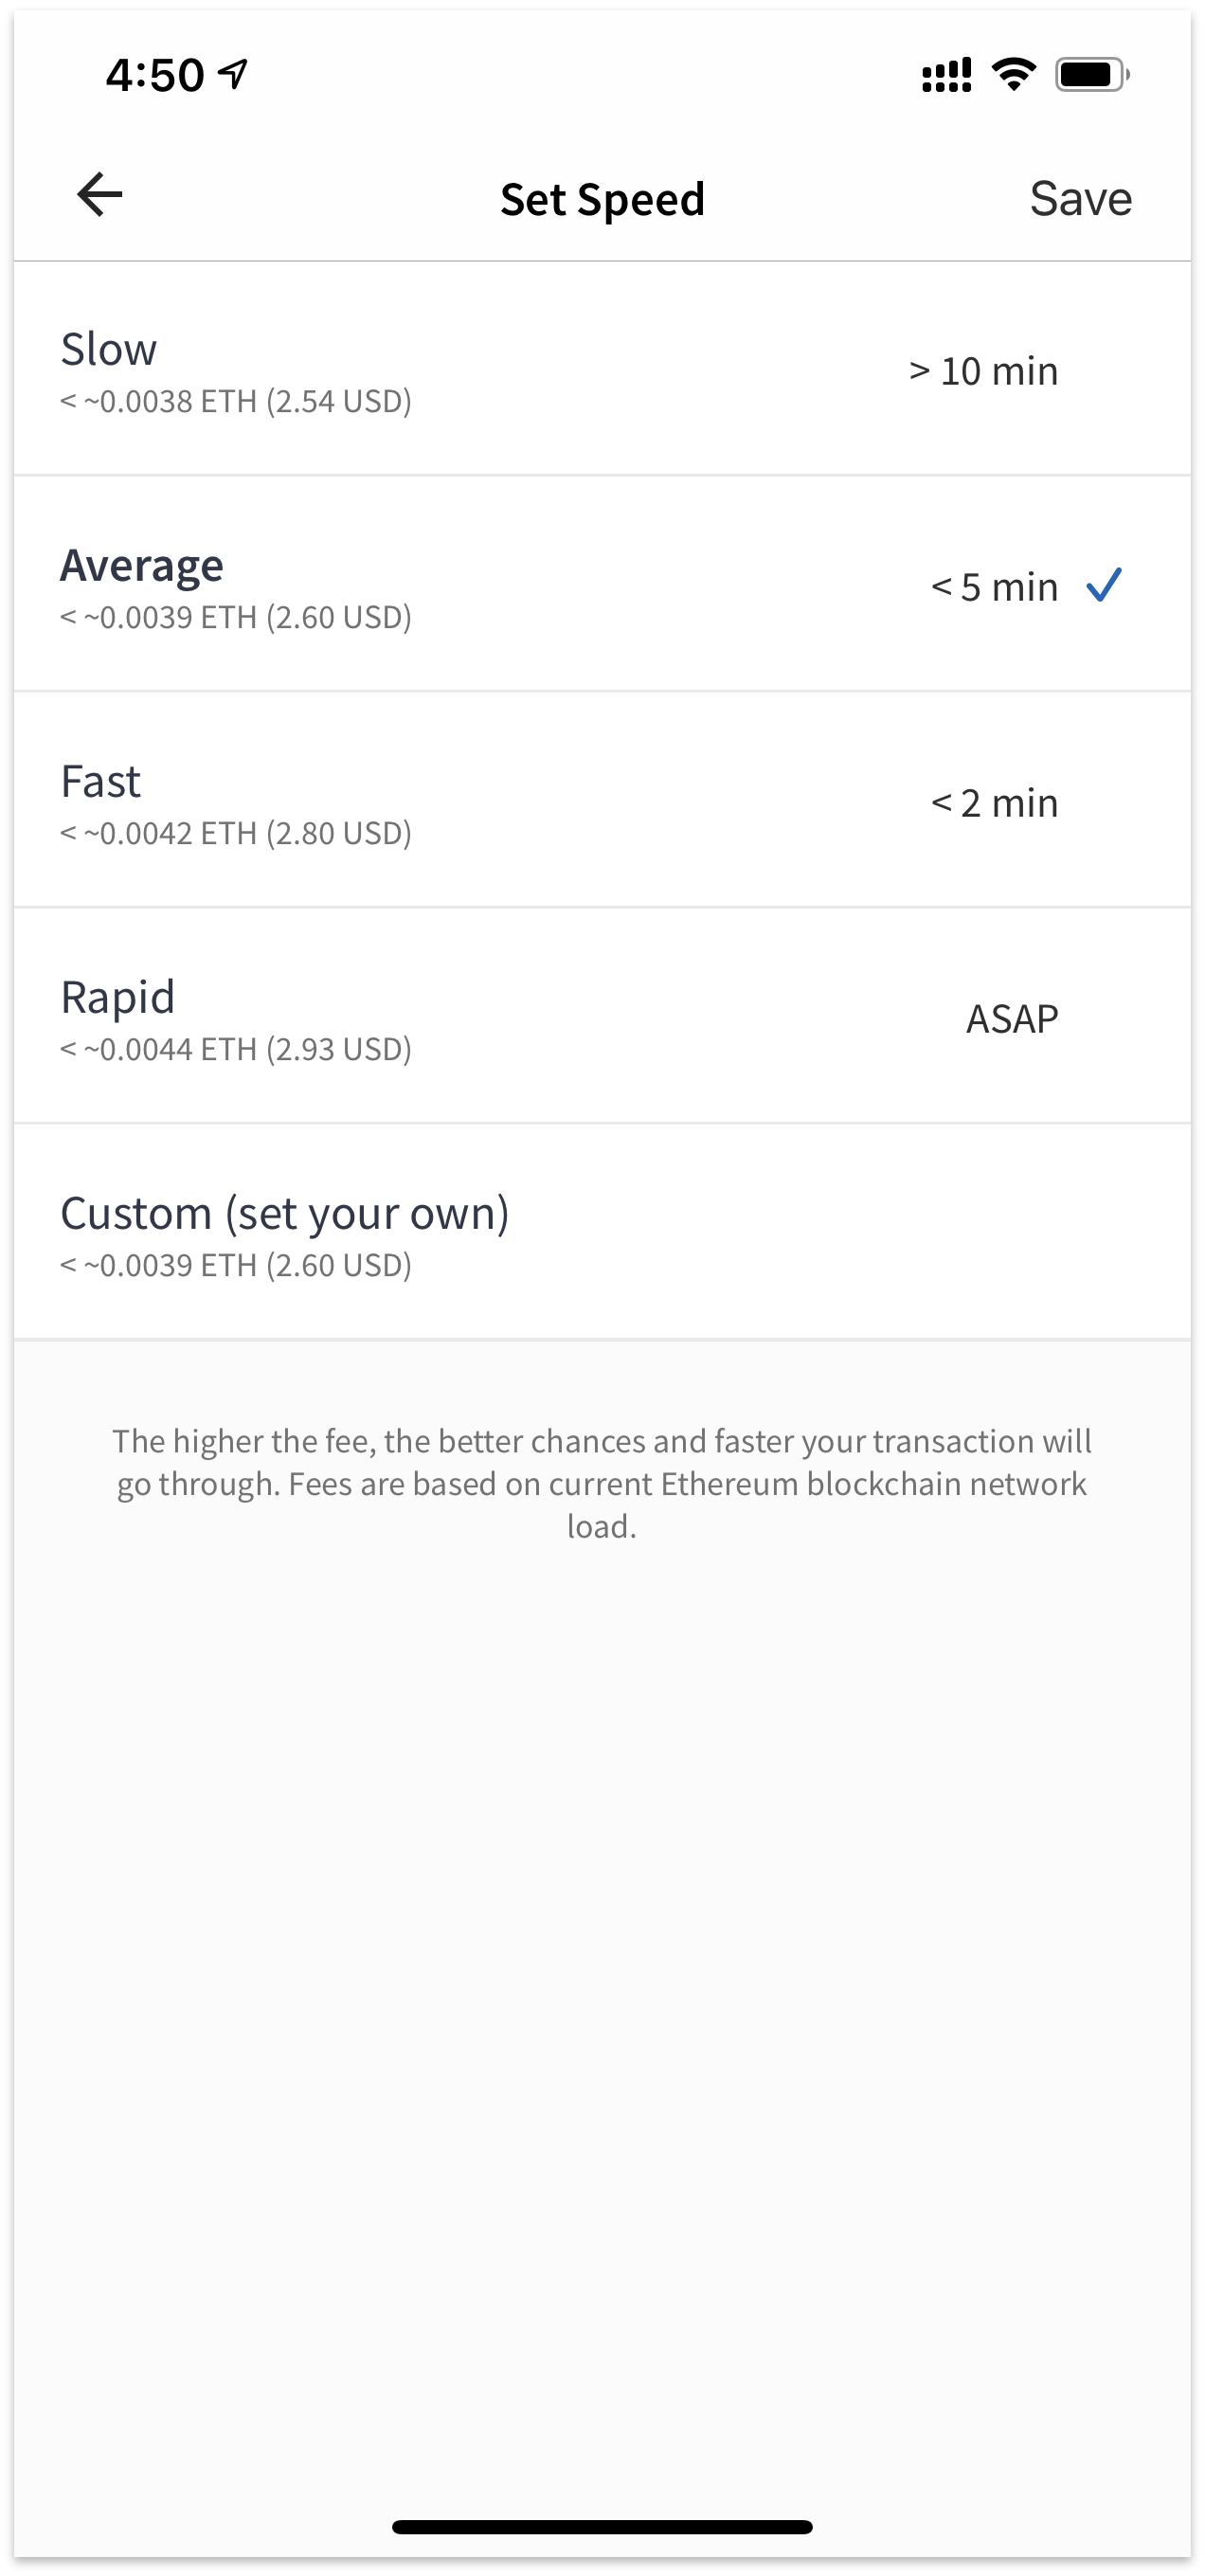 4:50
Set Speed
Save
Slow
< ~0.0038 ETH (2.54 USD)
> 10 min
Average
< ~0.0039 ETH (2.60 USD)
< 5 min
Fast
< ~0.0042 ETH (2.80 USD)
< 2 min
Rapid
< ~0.0044 ETH (2.93 USD)
ASAP
Custom (set your own)
< ~0.0039 ETH (2.60 USD)
The higher the fee, the better chances and faster your transaction will
go through. Fees are based on current Ethereum blockchain network
load.